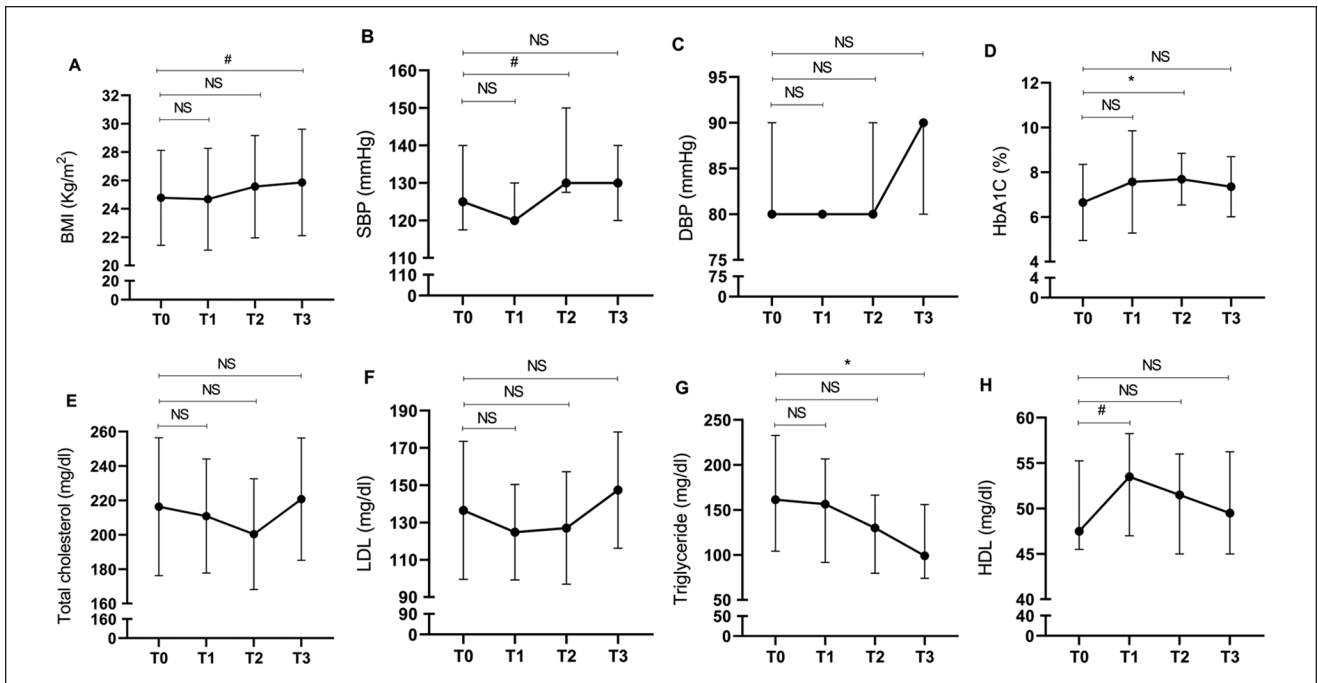 A
#
NS
NS
BMI (Kg/m²)
32
30
28
26
24
22
20
20
0
T0 T1 T2 T3
B
NS
#
NS
SBP (mmHg)
160
150
140
130
120
110
110
0
T0 T1 T2 T3
C
NS
NS
NS
DBP (mmHg)
95
90
85
80
75
75
0
T0 T1 T2 T3
D
NS
*
NS
HbA1C (%)
12
10
8
6
4
4
0
T0 T1 T2 T3
E
NS
NS
NS
Total cholesterol (mg/dl)
260
240
220
200
180
160
160
0
T0 T1 T2 T3
F
NS
NS
NS
LDL (mg/dl)
190
170
150
130
110
90
90
0
T0 T1 T2 T3
G
*
NS
NS
Triglyceride (mg/dl)
250
200
150
100
50
50
0
T0 T1 T2 T3
H
NS
NS
#
HDL (mg/dl)
60
55
50
45
40
40
0
T0 T1 T2 T3